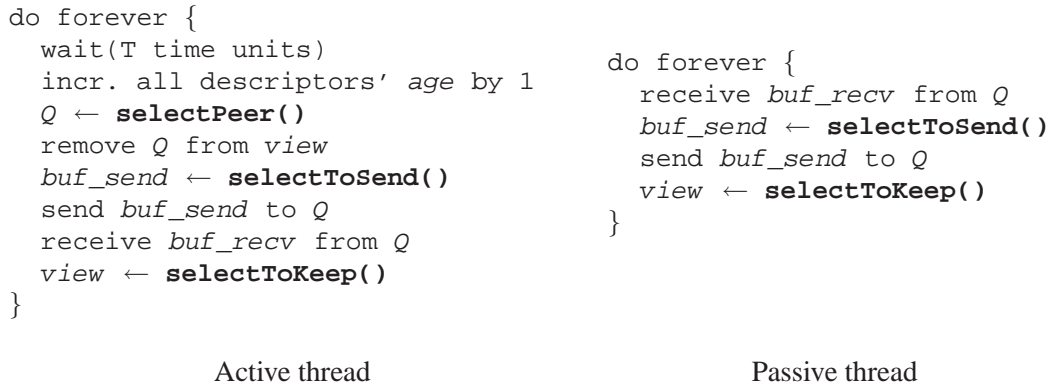 do forever {
wait(T time units)
incr. all descriptors’ age by 1
Q ← selectPeer()
remove Q from view
buf_send ← selectToSend()
send buf_send to Q
receive buf_recv from Q
view ← selectToKeep()
}
Active thread
do forever {
receive buf_recv from Q
buf_send ← selectToSend()
send buf_send to Q
view ← selectToKeep()
}
Passive thread